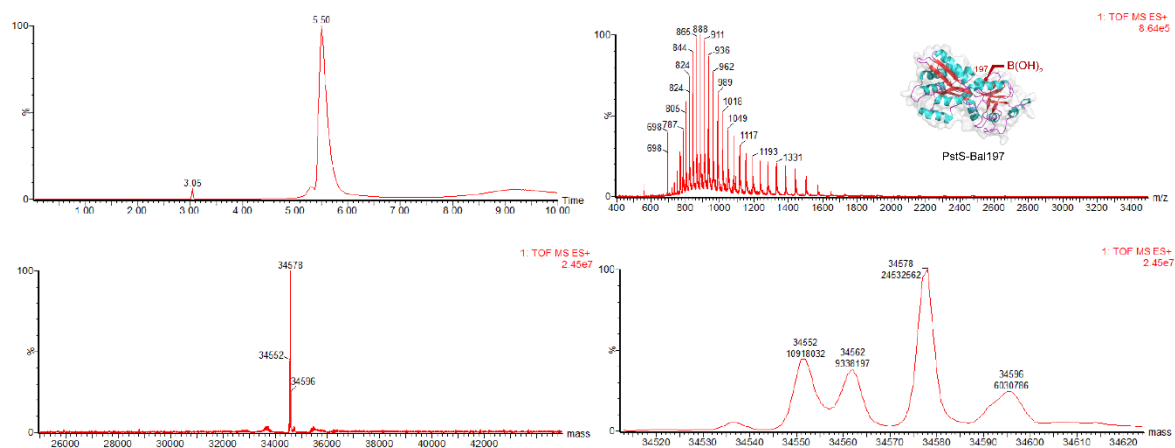 100
5.50
%
3.05
0
1.00 2.00 3.00 4.00 5.00 6.00 7.00 8.00 9.00 10.00
Time
1: TOF MS ES+
8.64e5
100
865 888 911
844
936
824
962
824
989
805
1018
698 787
1049
698
1117
1193
1331
%
0
400 600 800 1000 1200 1400 1600 1800 2000 2200 2400 2600 2800 3000 3200 3400
m/z
197
B(OH)2
PstS-Bal197
1: TOF MS ES+
2.45e7
34578
100
34552
34596
%
0
26000 28000 30000 32000 34000 36000 38000 40000 42000
mass
1: TOF MS ES+
2.45e7
34578
24532562
100
34552
10918032
34562
9338197
34596
6030786
%
0
34520 34530 34540 34550 34560 34570 34580 34590 34600 34610 34620
mass